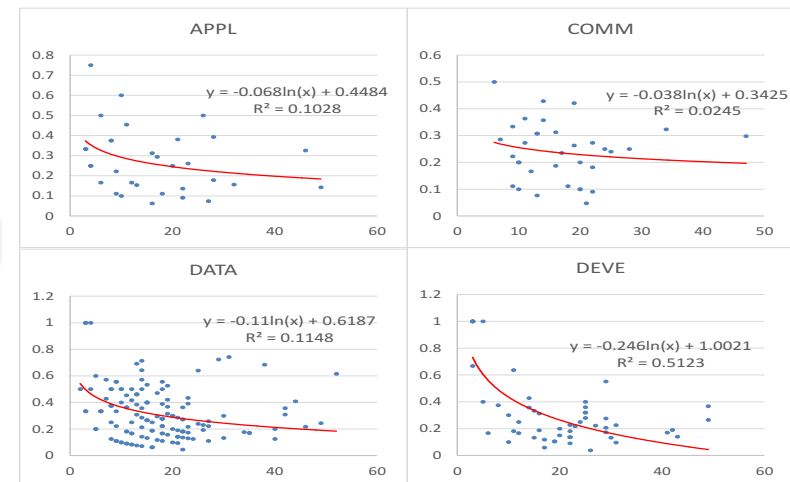 APPL
0.8
0.7
0.6
0.5
0.4
0.3
0.2
0.1
0
y = -0.068ln(x) + 0.4484
R² = 0.1028
0 20 40 60
COMM
0.6
0.5
0.4
0.3
0.2
0.1
0
y = -0.038ln(x) + 0.3425
R² = 0.0245
0 10 20 30 40 50
DATA
1.2
1
0.8
0.6
0.4
0.2
0
y = -0.11ln(x) + 0.6187
R² = 0.1148
0 20 40 60
DEVE
1.2
1
0.8
0.6
0.4
0.2
0
y = -0.246ln(x) + 1.0021
R² = 0.5123
0 20 40 60